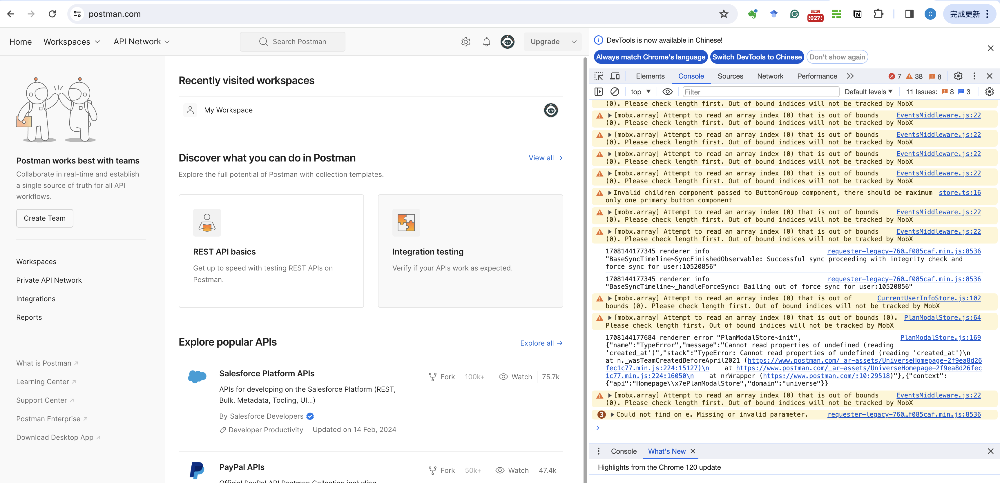 postman.com
20273
C
完成更新
Home
Workspaces
API Network
Search Postman
Upgrade
Postman works best with teams
Collaborate in real-time and establish
a single source of truth for all API
workflows.
Create Team
Workspaces
Private API Network
Integrations
Reports
What is Postman
Learning Center
Support Center
Postman Enterprise
Download Desktop App
Recently visited workspaces
My Workspace
Discover what you can do in Postman
View all →
Explore the full potential of Postman with collection templates.
REST API basics
Get up to speed with testing REST APIs on
Postman.
Integration testing
Verify if your APIs work as expected.
Explore popular APIs
Explore all →
Salesforce Platform APIs
Fork 100k+ Watch 75.7k
APIs for developing on the Salesforce Platform (REST,
Bulk, Metadata, Tooling, UI...)
By Salesforce Developers
Developer Productivity Updated on 14 Feb, 2024
PayPal APIs
Fork 50k+ Watch 47.4k
Official PayPal API Postman Collection including
DevTools is now available in Chinese!
Always match Chrome's language Switch DevTools to Chinese Don't show again
Elements Console Sources Network Performance 7 38 8
top Filter Default levels 11 Issues: 8 3
(0). Please check length first. Out of bound indices will not be tracked by MobX
[mobx.array] Attempt to read an array index (0) that is out of bounds EventsMiddleware.js:22
(0). Please check length first. Out of bound indices will not be tracked by MobX
[mobx.array] Attempt to read an array index (0) that is out of bounds EventsMiddleware.js:22
(0). Please check length first. Out of bound indices will not be tracked by MobX
[mobx.array] Attempt to read an array index (0) that is out of bounds EventsMiddleware.js:22
(0). Please check length first. Out of bound indices will not be tracked by MobX
[mobx.array] Attempt to read an array index (0) that is out of bounds EventsMiddleware.js:22
(0). Please check length first. Out of bound indices will not be tracked by MobX
Invalid children component passed to ButtonGroup component, there should be maximum store.ts:16
only one primary button component
[mobx.array] Attempt to read an array index (0) that is out of bounds EventsMiddleware.js:22
(0). Please check length first. Out of bound indices will not be tracked by MobX
[mobx.array] Attempt to read an array index (0) that is out of bounds EventsMiddleware.js:22
(0). Please check length first. Out of bound indices will not be tracked by MobX
1708144177345 renderer info requester-legacy-760…f085caf.min.js:8536
"BaseSyncTimeline~SyncFinishedObservable: Successful sync proceeding with integrity check and
force sync for user:10520856"
1708144177345 renderer info requester-legacy-760…f085caf.min.js:8536
"BaseSyncTimeline~_handleForceSync: Bailing out of force sync for user:10520856"
[mobx.array] Attempt to read an array index (0) that is out of CurrentUserInfoStore.js:102
bounds (0). Please check length first. Out of bound indices will not be tracked by MobX
[mobx.array] Attempt to read an array index (0) that is out of bounds (0). PlanModalStore.js:64
Please check length first. Out of bound indices will not be tracked by MobX
1708144177684 renderer error "PlanModalStore~init", PlanModalStore.js:169
{"name":"TypeError","message":"Cannot read properties of undefined (reading
'created_at')","stack":"TypeError: Cannot read properties of undefined (reading 'created_at')\n
at n._wasTeamCreatedBeforeApril2021 (https://www.postman.com/_ar-assets/UniverseHomepage-2f9ea8d26
fec1c77.min.js:224:15127)\n at https://www.postman.com/_ar-assets/UniverseHomepage-2f9ea8d26fec
1c77.min.js:224:16050\n at nrWrapper (https://www.postman.com/:10:29518)"},{"context":
{"api":"Homepage\\x7ePlanModalStore","domain":"universe"}}
[mobx.array] Attempt to read an array index (0) that is out of bounds EventsMiddleware.js:22
(0). Please check length first. Out of bound indices will not be tracked by MobX
3 Could not find on e. Missing or invalid parameter. requester-legacy-760…f085caf.min.js:8536
Console What's New
Highlights from the Chrome 120 update